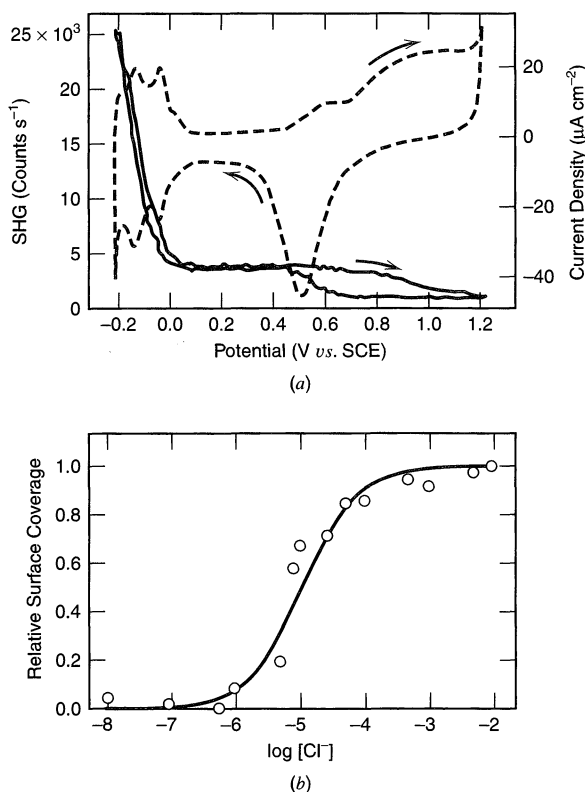 25 × 10³
20
15
10
5
0
SHG (Counts s⁻¹)
20
0
−20
−40
Current Density (μA cm⁻²)
−0.2 0.0 0.2 0.4 0.6 0.8 1.0 1.2
Potential (V vs. SCE)
(a)
1.0
0.8
0.6
0.4
0.2
0.0
Relative Surface Coverage
−8 −7 −6 −5 −4 −3 −2
log [Cl⁻]
(b)